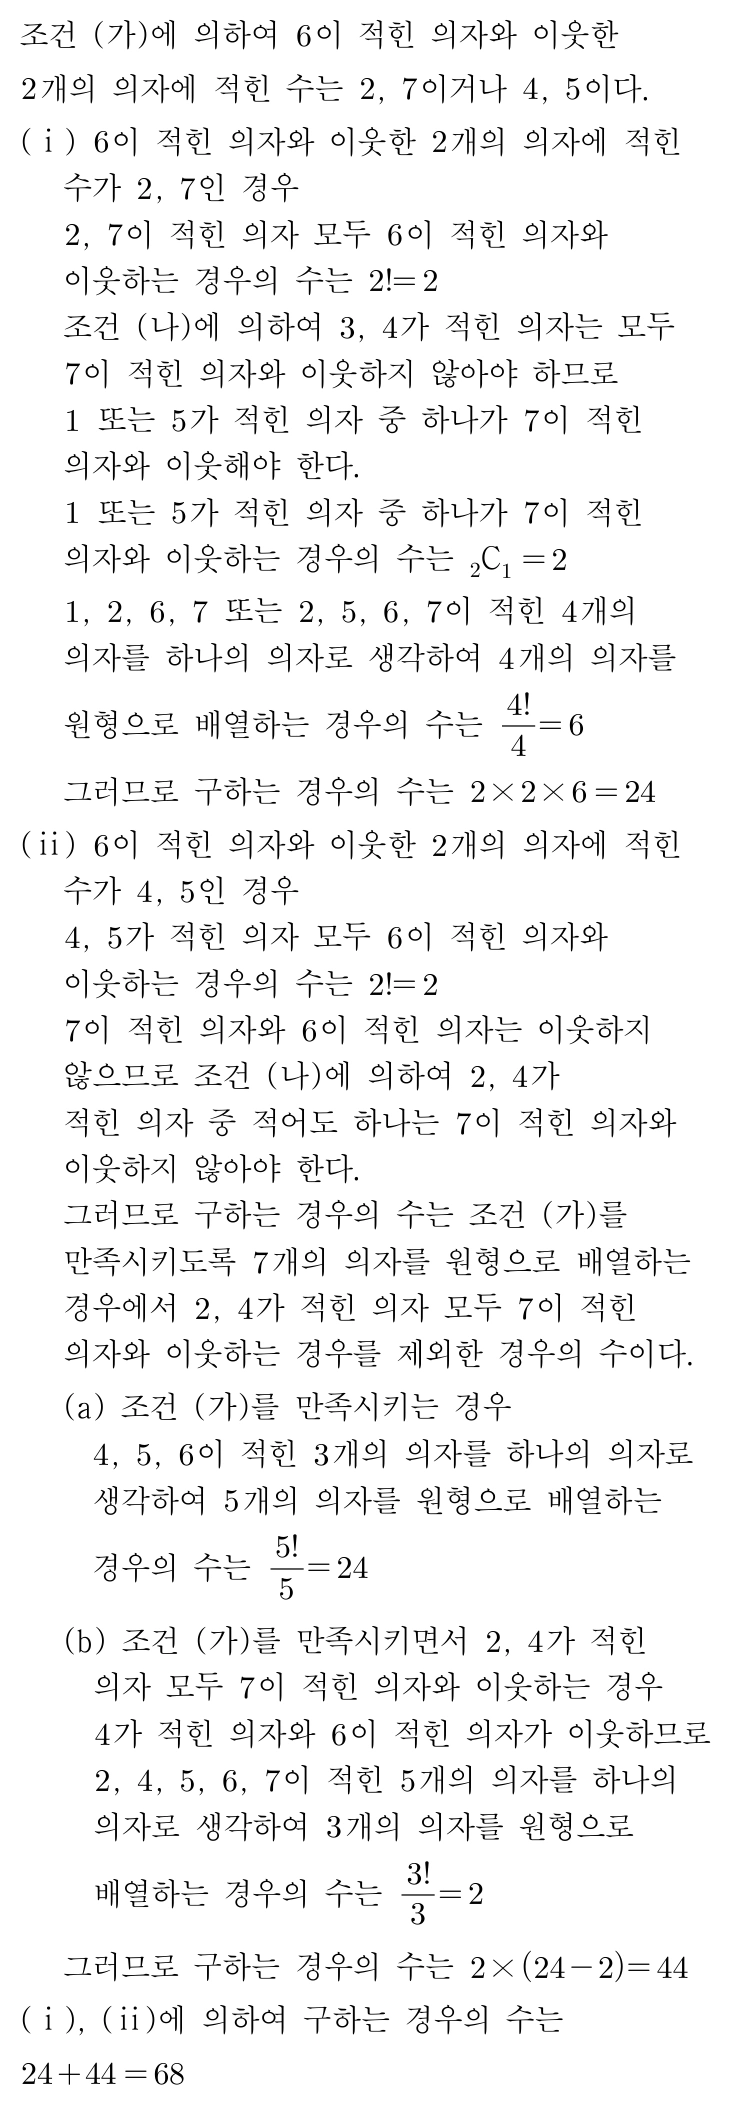 조건 (가)에 의하여 6이 적힌 의자와 이웃한
2개의 의자에 적힌 수는 2, 7이거나 4, 5이다.
(ⅰ) 6이 적힌 의자와 이웃한 2개의 의자에 적힌
수가 2, 7인 경우
2, 7이 적힌 의자 모두 6이 적힌 의자와
이웃하는 경우의 수는 2!=2
조건 (나)에 의하여 3, 4가 적힌 의자는 모두
7이 적힌 의자와 이웃하지 않아야 하므로
1 또는 5가 적힌 의자 중 하나가 7이 적힌
의자와 이웃해야 한다.
1 또는 5가 적힌 의자 중 하나가 7이 적힌
의자와 이웃하는 경우의 수는 ₂C₁ = 2
1, 2, 6, 7 또는 2, 5, 6, 7이 적힌 4개의
의자를 하나의 의자로 생각하여 4개의 의자를
원형으로 배열하는 경우의 수는 4!/4 = 6
그러므로 구하는 경우의 수는 2×2×6=24
(ⅱ) 6이 적힌 의자와 이웃한 2개의 의자에 적힌
수가 4, 5인 경우
4, 5가 적힌 의자 모두 6이 적힌 의자와
이웃하는 경우의 수는 2!=2
7이 적힌 의자와 6이 적힌 의자는 이웃하지
않으므로 조건 (나)에 의하여 2, 4가
적힌 의자 중 적어도 하나는 7이 적힌 의자와
이웃하지 않아야 한다.
그러므로 구하는 경우의 수는 조건 (가)를
만족시키도록 7개의 의자를 원형으로 배열하는
경우에서 2, 4가 적힌 의자 모두 7이 적힌
의자와 이웃하는 경우를 제외한 경우의 수이다.
(a) 조건 (가)를 만족시키는 경우
4, 5, 6이 적힌 3개의 의자를 하나의 의자로
생각하여 5개의 의자를 원형으로 배열하는
경우의 수는 5!/5 = 24
(b) 조건 (가)를 만족시키면서 2, 4가 적힌
의자 모두 7이 적힌 의자와 이웃하는 경우
4가 적힌 의자와 6이 적힌 의자가 이웃하므로
2, 4, 5, 6, 7이 적힌 5개의 의자를 하나의
의자로 생각하여 3개의 의자를 원형으로
배열하는 경우의 수는 3!/3 = 2
그러므로 구하는 경우의 수는 2×(24-2)=44
(ⅰ), (ⅱ)에 의하여 구하는 경우의 수는
24+44=68